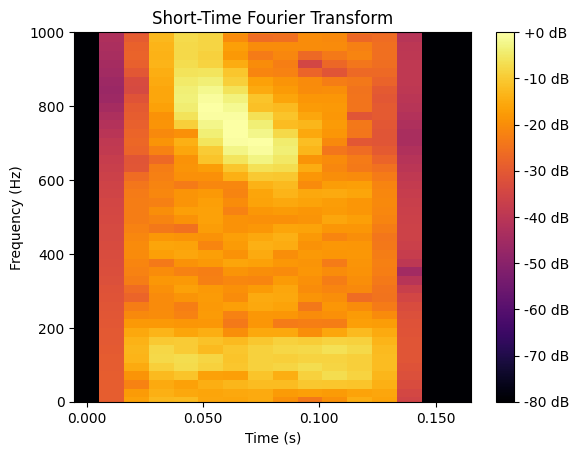 Short-Time Fourier Transform
1000
800
600
400
200
0
Frequency (Hz)
0.000
0.050
0.100
0.150
Time (s)
+0 dB
-10 dB
-20 dB
-30 dB
-40 dB
-50 dB
-60 dB
-70 dB
-80 dB